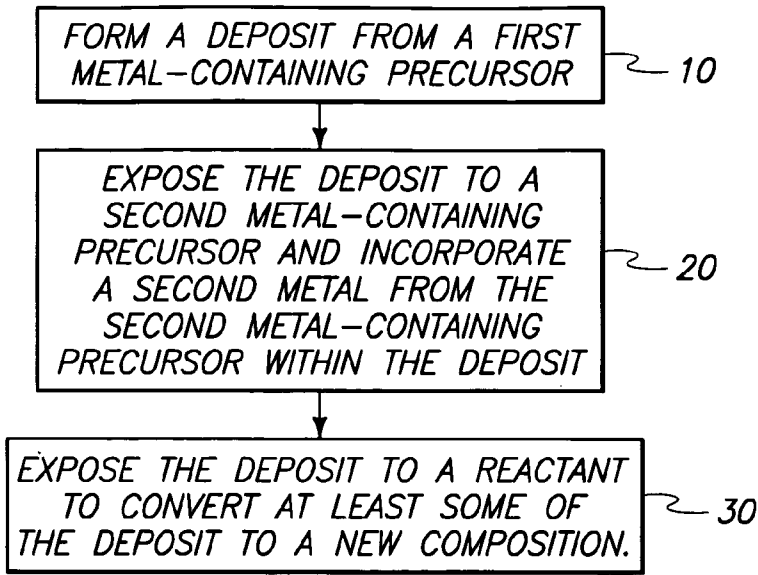 FORM A DEPOSIT FROM A FIRST
METAL-CONTAINING PRECURSOR
10
EXPOSE THE DEPOSIT TO A
SECOND METAL-CONTAINING
PRECURSOR AND INCORPORATE
A SECOND METAL FROM THE
SECOND METAL-CONTAINING
PRECURSOR WITHIN THE DEPOSIT
20
EXPOSE THE DEPOSIT TO A REACTANT
TO CONVERT AT LEAST SOME OF
THE DEPOSIT TO A NEW COMPOSITION.
30